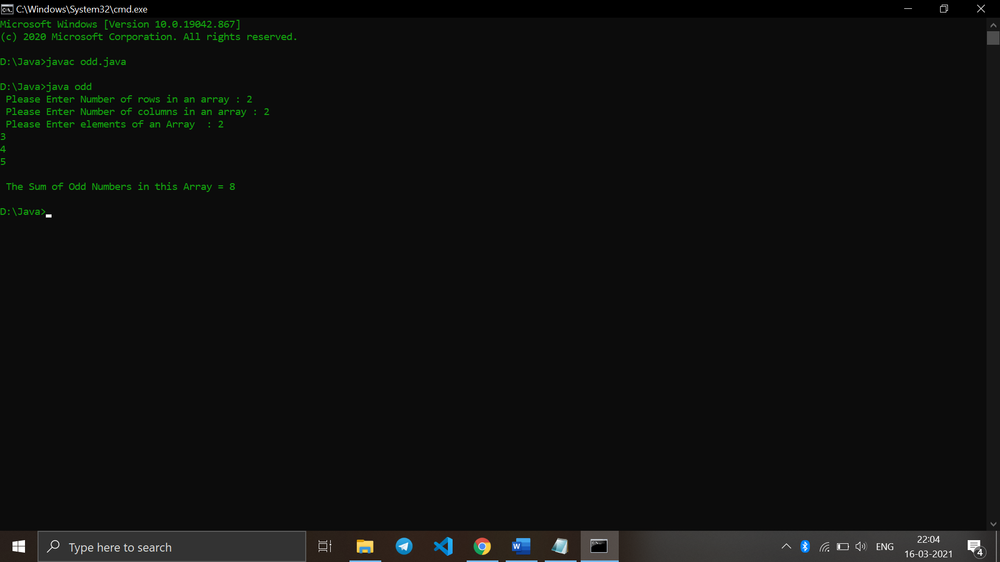 C:\Windows\System32\cmd.exe
Microsoft Windows [Version 10.0.19042.867]
(c) 2020 Microsoft Corporation. All rights reserved.
D:\Java>javac odd.java
D:\Java>java odd
Please Enter Number of rows in an array : 2
Please Enter Number of columns in an array : 2
Please Enter elements of an Array  : 2
3
4
5
The Sum of Odd Numbers in this Array = 8
D:\Java>
Type here to search
W
ENG
22:04
16-03-2021
4